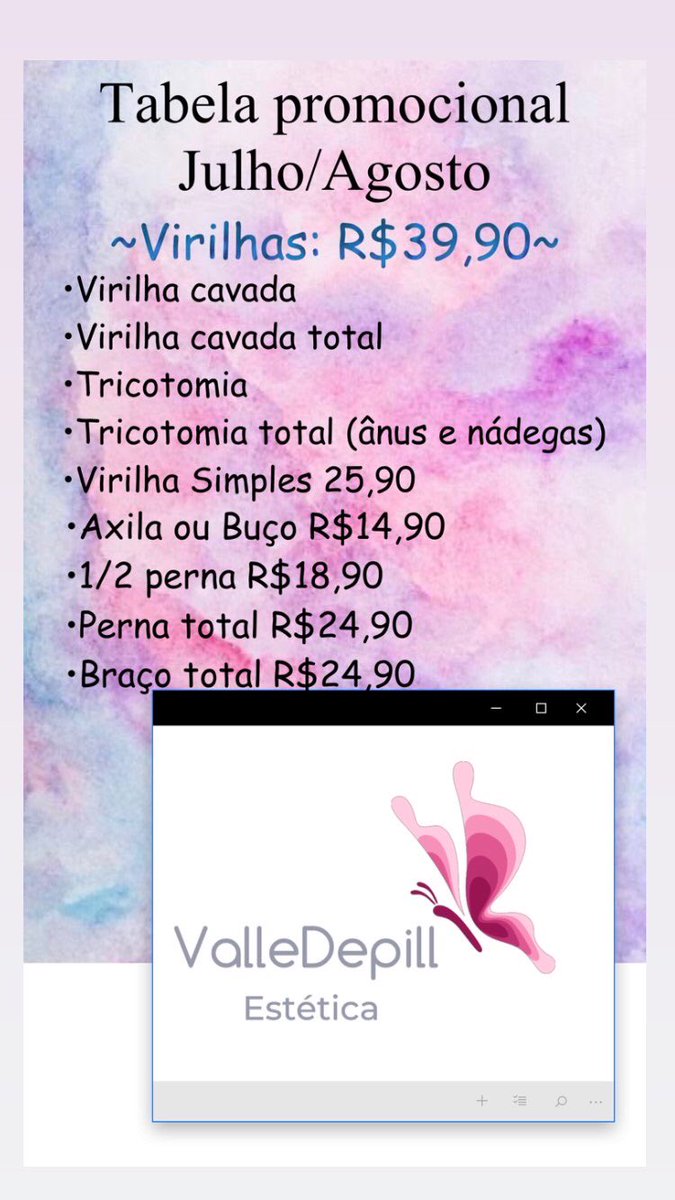 Tabela promocional
Julho/Agosto
~Virilhas: R$39,90~
•Virilha cavada
•Virilha cavada total
•Tricotomia
•Tricotomia total (ânus e nádegas)
•Virilha Simples 25,90
•Axila ou Buço R$14,90
•1/2 perna R$18,90
•Perna total R$24,90
•Braço total R$24,90
ValleDepill
Estética